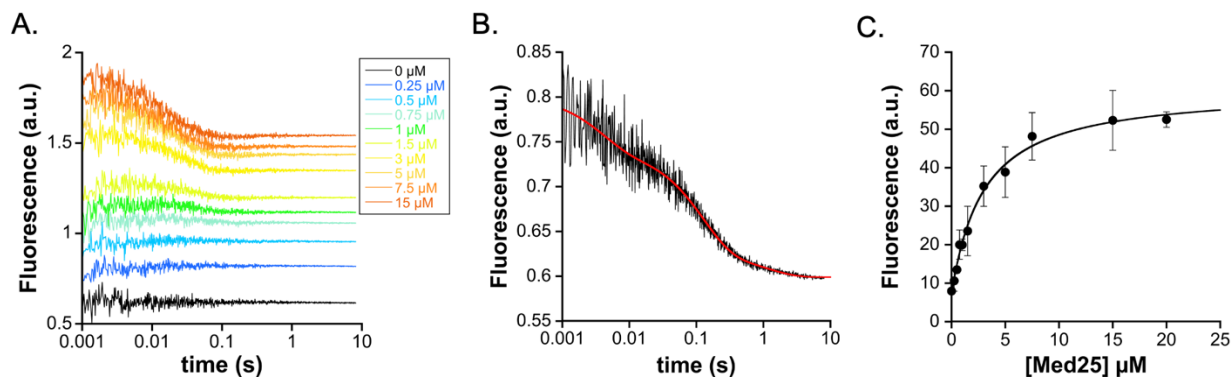 A.
Fluorescence (a.u.)
2
1.5
1
0.5
0.001
0.01
0.1
1
10
time (s)
0 µM
0.25 µM
0.5 µM
0.75 µM
1 µM
1.5 µM
3 µM
5 µM
7.5 µM
15 µM
B.
Fluorescence (a.u.)
0.85
0.8
0.75
0.7
0.65
0.6
0.55
0.001
0.01
0.1
1
10
time (s)
C.
Fluorescence (a.u.)
70
60
50
40
30
20
10
0
0
5
10
15
20
25
[Med25] µM